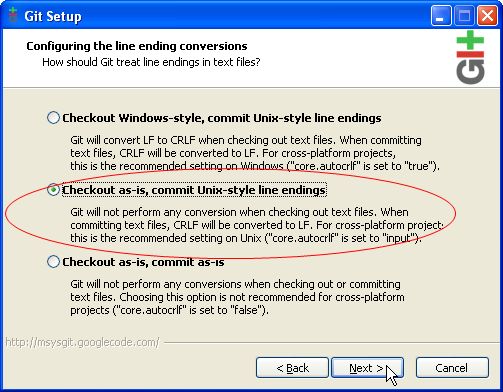 Git Setup
Configuring the line ending conversions
How should Git treat line endings in text files?
Git
Checkout Windows-style, commit Unix-style line endings
Git will convert LF to CRLF when checking out text files. When committing
text files, CRLF will be converted to LF. For cross-platform projects,
this is the recommended setting on Windows ("core.autocrlf" is set to "true").
Checkout as-is, commit Unix-style line endings
Git will not perform any conversion when checking out text files. When
committing text files, CRLF will be converted to LF. For cross-platform project
this is the recommended setting on Unix ("core.autocrlf" is set to "input").
Checkout as-is, commit as-is
Git will not perform any conversions when checking out or committing
text files. Choosing this option is not recommended for cross-platform
projects ("core.autocrlf" is set to "false").
http://msysgit.googlecode.com/
< Back
Next >
Cancel